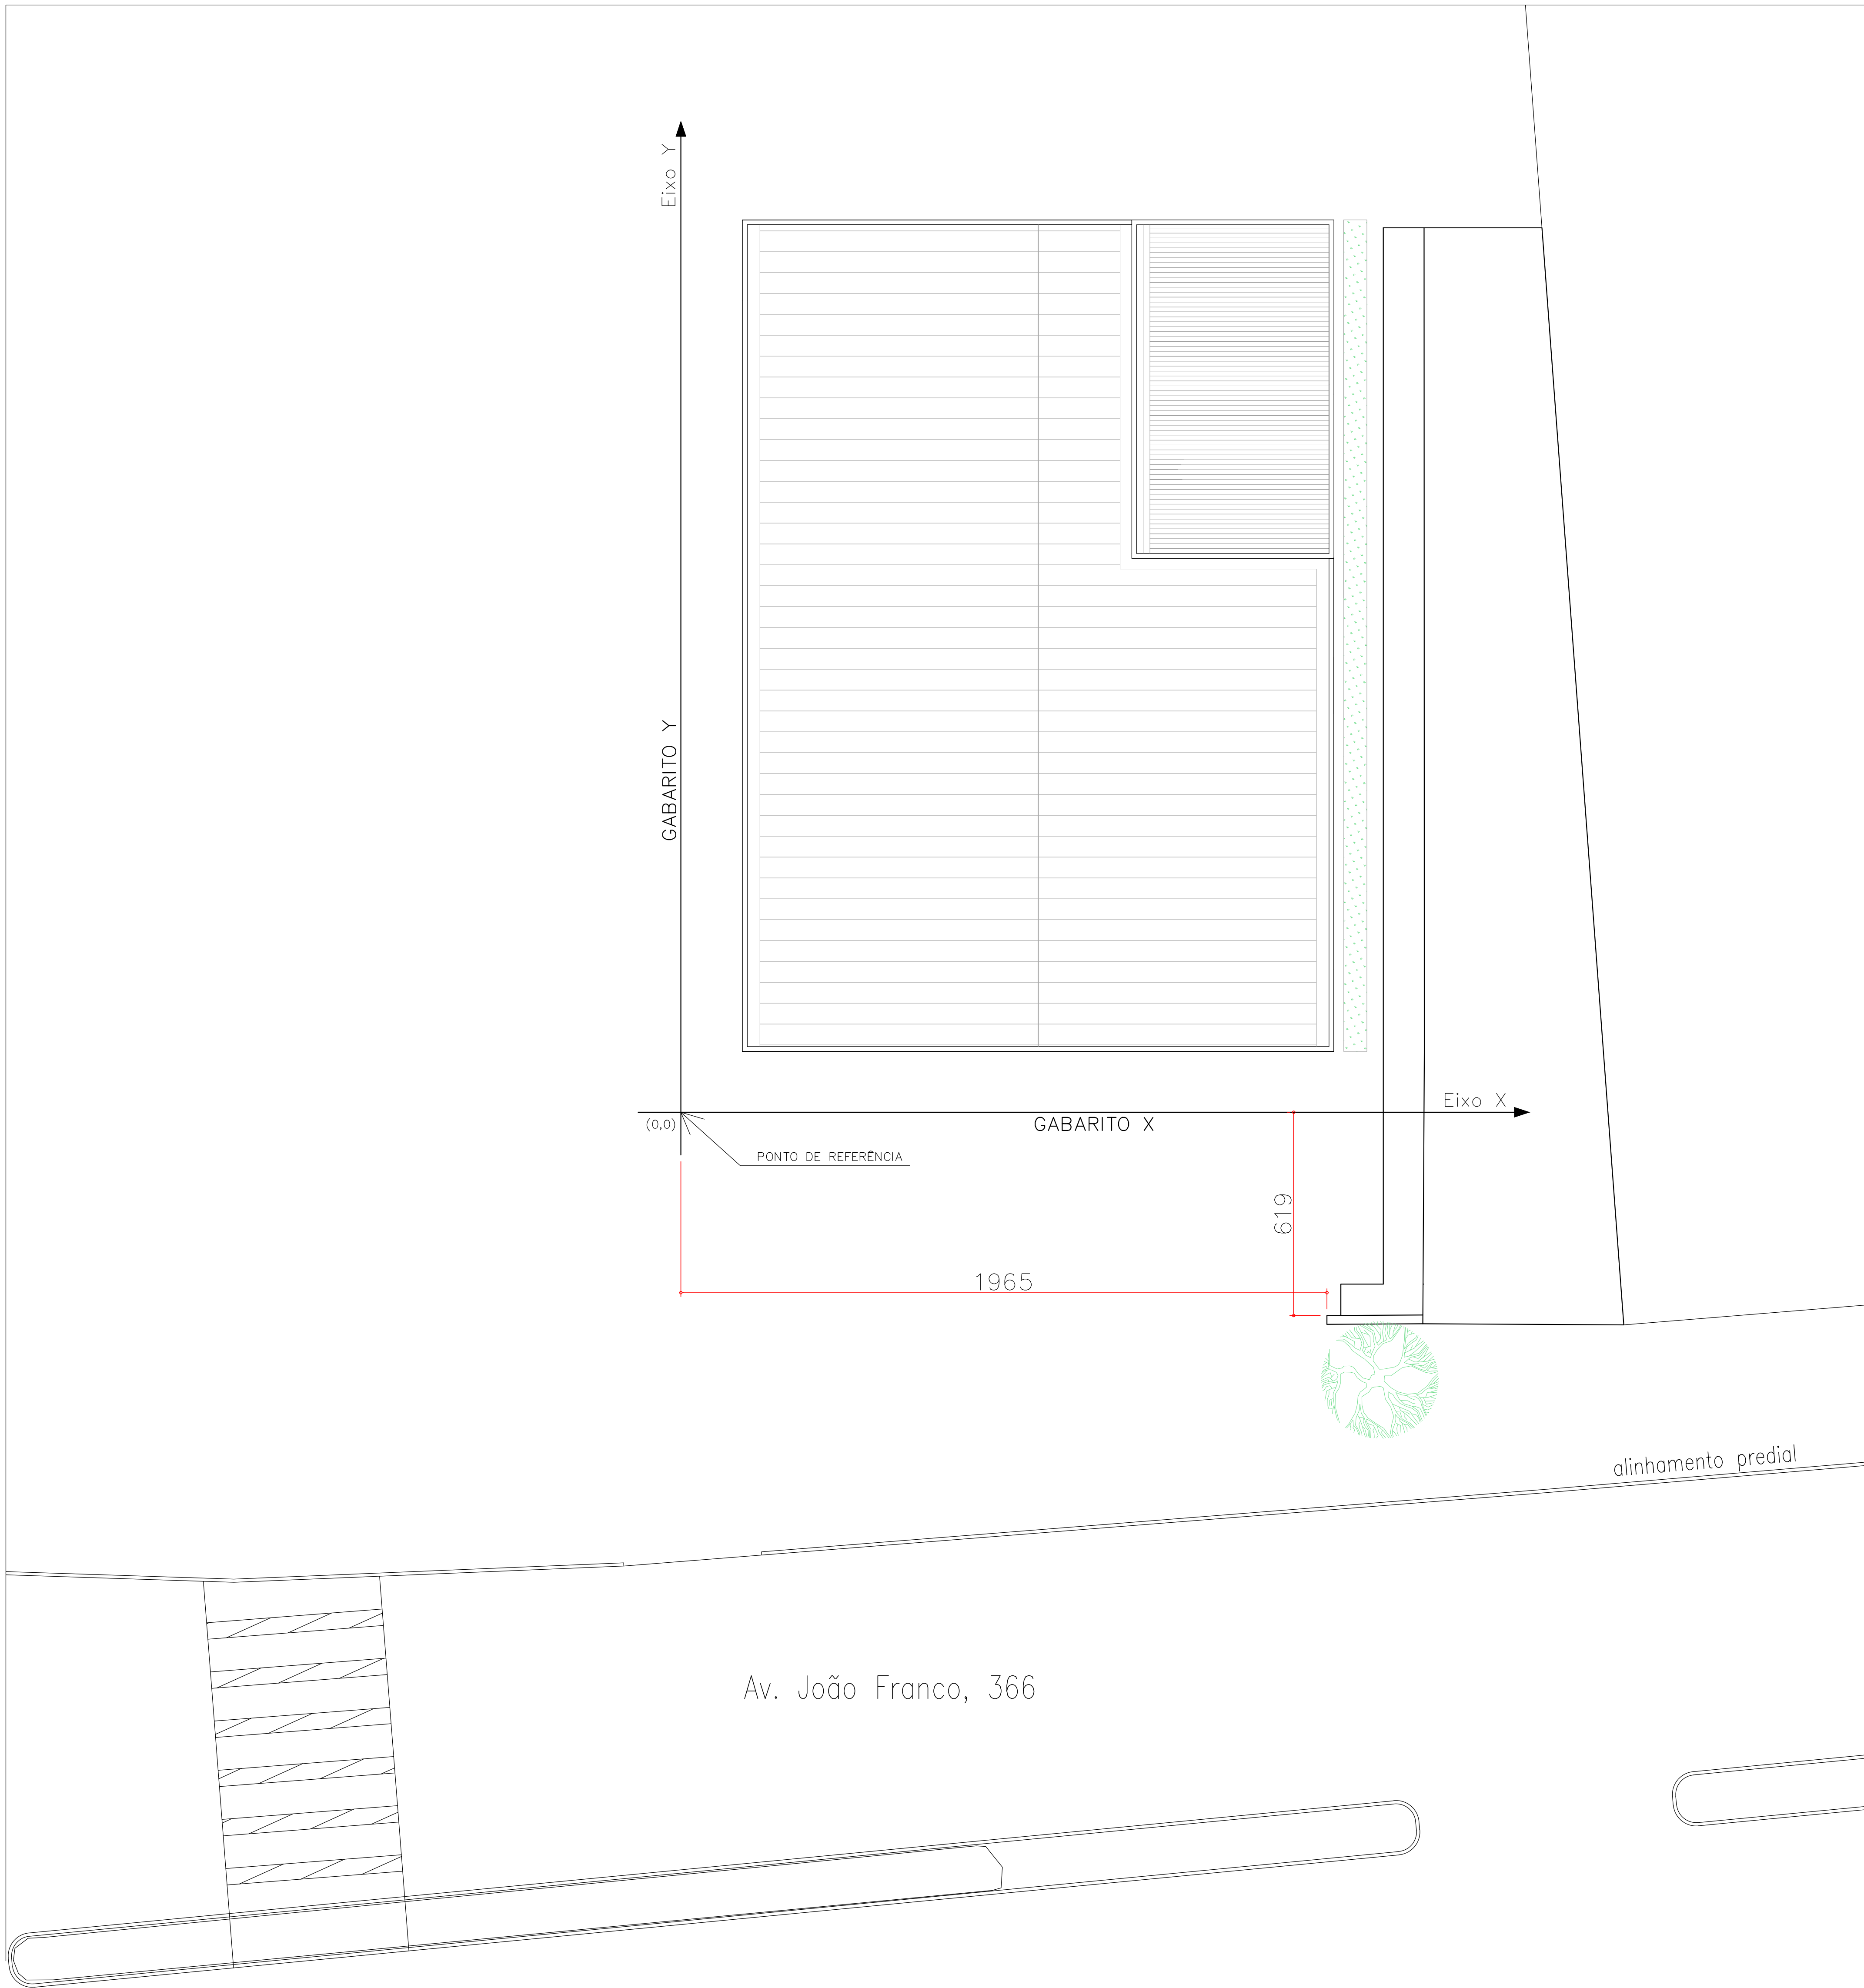 Eixo Y
GABARITO Y
Eixo X
(0,0)
GABARITO X
PONTO DE REFERÊNCIA
619
1965
alinhamento predial
Av. João Franco, 366